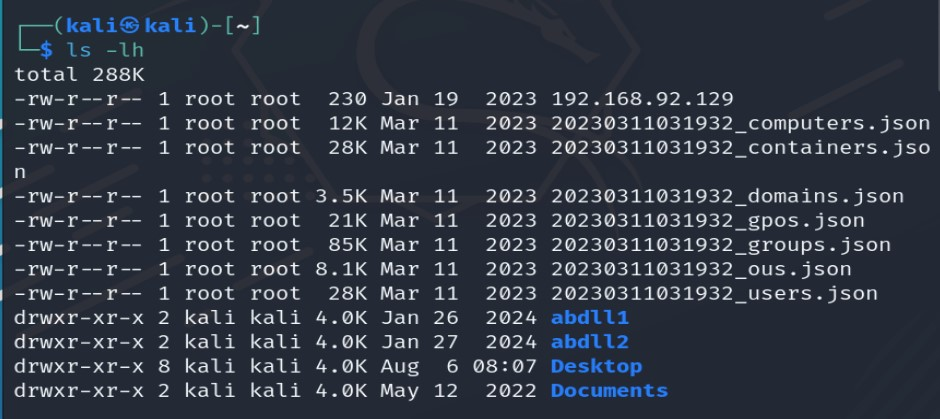 ┌──(kali㉿kali)-[~]
└─$ ls -lh
total 288K
-rw-r--r-- 1 root root  230 Jan 19  2023 192.168.92.129
-rw-r--r-- 1 root root  12K Mar 11  2023 20230311031932_computers.json
-rw-r--r-- 1 root root  28K Mar 11  2023 20230311031932_containers.jso
n
-rw-r--r-- 1 root root 3.5K Mar 11  2023 20230311031932_domains.json
-rw-r--r-- 1 root root  21K Mar 11  2023 20230311031932_gpos.json
-rw-r--r-- 1 root root  85K Mar 11  2023 20230311031932_groups.json
-rw-r--r-- 1 root root 8.1K Mar 11  2023 20230311031932_ous.json
-rw-r--r-- 1 root root  28K Mar 11  2023 20230311031932_users.json
drwxr-xr-x 2 kali kali 4.0K Jan 26  2024 abdll1
drwxr-xr-x 2 kali kali 4.0K Jan 27  2024 abdll2
drwxr-xr-x 8 kali kali 4.0K Aug  6 08:07 Desktop
drwxr-xr-x 2 kali kali 4.0K May 12  2022 Documents